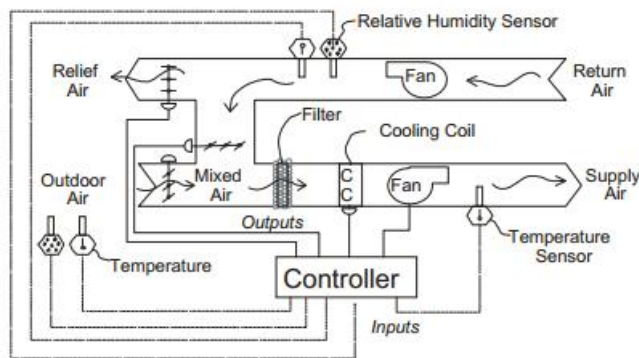 Relative Humidity Sensor
Relief
Air
Fan
Return
Air
Filter
Cooling Coil
Outdoor
Air
Mixed
Air
C
C
Fan
Supply
Air
Outputs
Temperature
Temperature
Sensor
Controller
Inputs